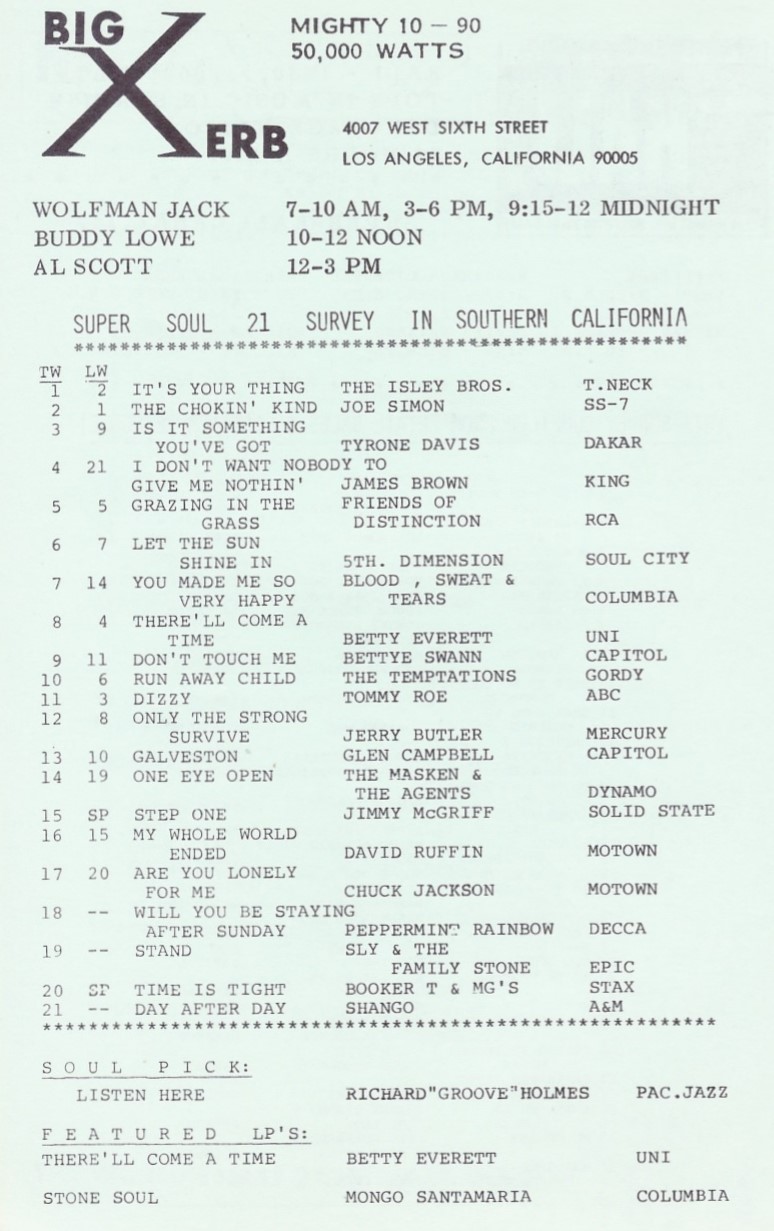 BIG
XERB
MIGHTY 10 – 90
50,000 WATTS
4007 WEST SIXTH STREET
LOS ANGELES, CALIFORNIA 90005
WOLFMAN JACK 7-10 AM, 3-6 PM, 9:15-12 MIDNIGHT
BUDDY LOWE 10-12 NOON
AL SCOTT 12-3 PM
SUPER SOUL 21 SURVEY IN SOUTHERN CALIFORNIA
************************************************************
TW LW
1 2 IT'S YOUR THING THE ISLEY BROS. T.NECK
2 1 THE CHOKIN' KIND JOE SIMON SS-7
3 9 IS IT SOMETHING
YOU'VE GOT TYRONE DAVIS DAKAR
4 21 I DON'T WANT NOBODY TO
GIVE ME NOTHIN' JAMES BROWN KING
5 5 GRAZING IN THE FRIENDS OF
GRASS DISTINCTION RCA
6 7 LET THE SUN
SHINE IN 5TH. DIMENSION SOUL CITY
7 14 YOU MADE ME SO BLOOD , SWEAT &
VERY HAPPY TEARS COLUMBIA
8 4 THERE'LL COME A
TIME BETTY EVERETT UNI
9 11 DON'T TOUCH ME BETTYE SWANN CAPITOL
10 6 RUN AWAY CHILD THE TEMPTATIONS GORDY
11 3 DIZZY TOMMY ROE ABC
12 8 ONLY THE STRONG
SURVIVE JERRY BUTLER MERCURY
13 10 GALVESTON GLEN CAMPBELL CAPITOL
14 19 ONE EYE OPEN THE MASKEN &
THE AGENTS DYNAMO
15 SP STEP ONE JIMMY McGRIFF SOLID STATE
16 15 MY WHOLE WORLD
ENDED DAVID RUFFIN MOTOWN
17 20 ARE YOU LONELY
FOR ME CHUCK JACKSON MOTOWN
18 -- WILL YOU BE STAYING
AFTER SUNDAY PEPPERMINT RAINBOW DECCA
19 -- STAND SLY & THE
FAMILY STONE EPIC
20 SP TIME IS TIGHT BOOKER T & MG'S STAX
21 -- DAY AFTER DAY SHANGO A&M
************************************************************
SOUL PICK:
LISTEN HERE RICHARD"GROOVE"HOLMES PAC.JAZZ
FEATURED LP'S:
THERE'LL COME A TIME BETTY EVERETT UNI
STONE SOUL MONGO SANTAMARIA COLUMBIA